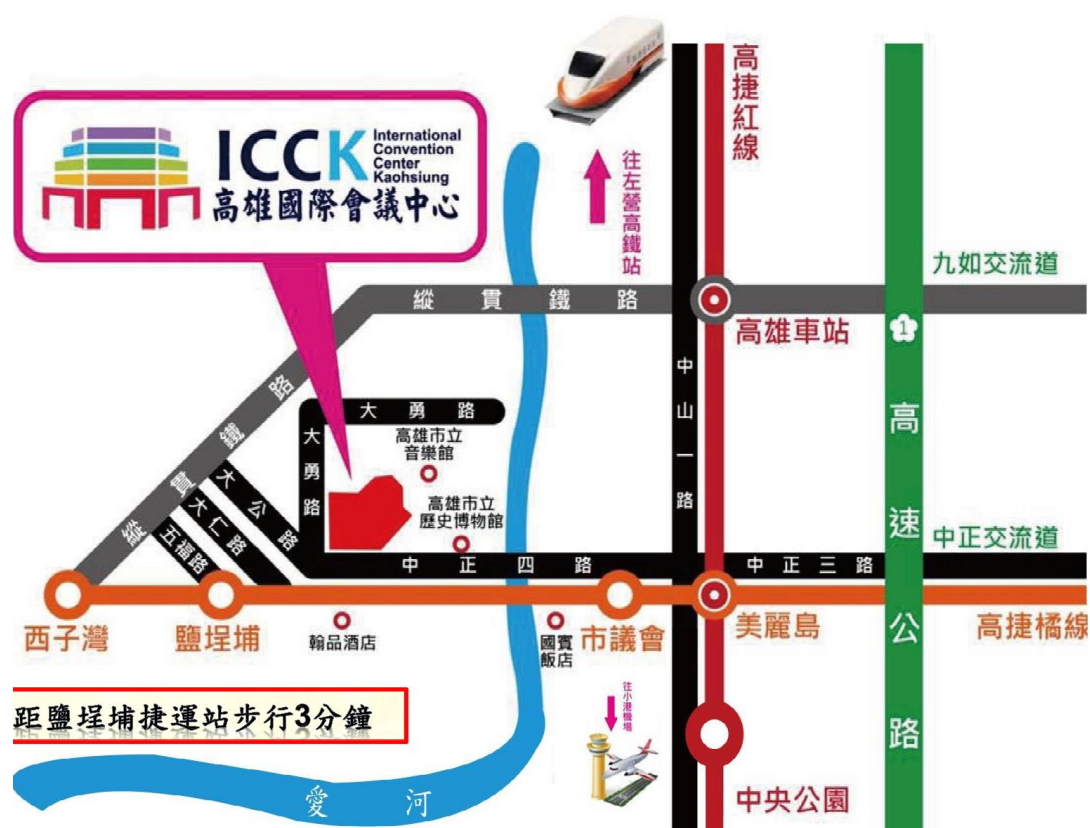 ICCK
International
Convention
Center
Kaohsiung
高雄國際會議中心
高捷紅線
往左營高鐵站
九如交流道
縱貫鐵路
高雄車站
1
中山一路
高速公路
大勇路
高雄市立
音樂館
大勇路
高雄市立
歷史博物館
縱貫鐵路
大公路
大仁路
五福路
中正四路
中正三路
中正交流道
西子灣
鹽埕埔
翰品酒店
國賓
飯店
市議會
美麗島
高捷橘線
往小港機場
距鹽埕埔捷運站步行3分鐘
愛河
中央公園